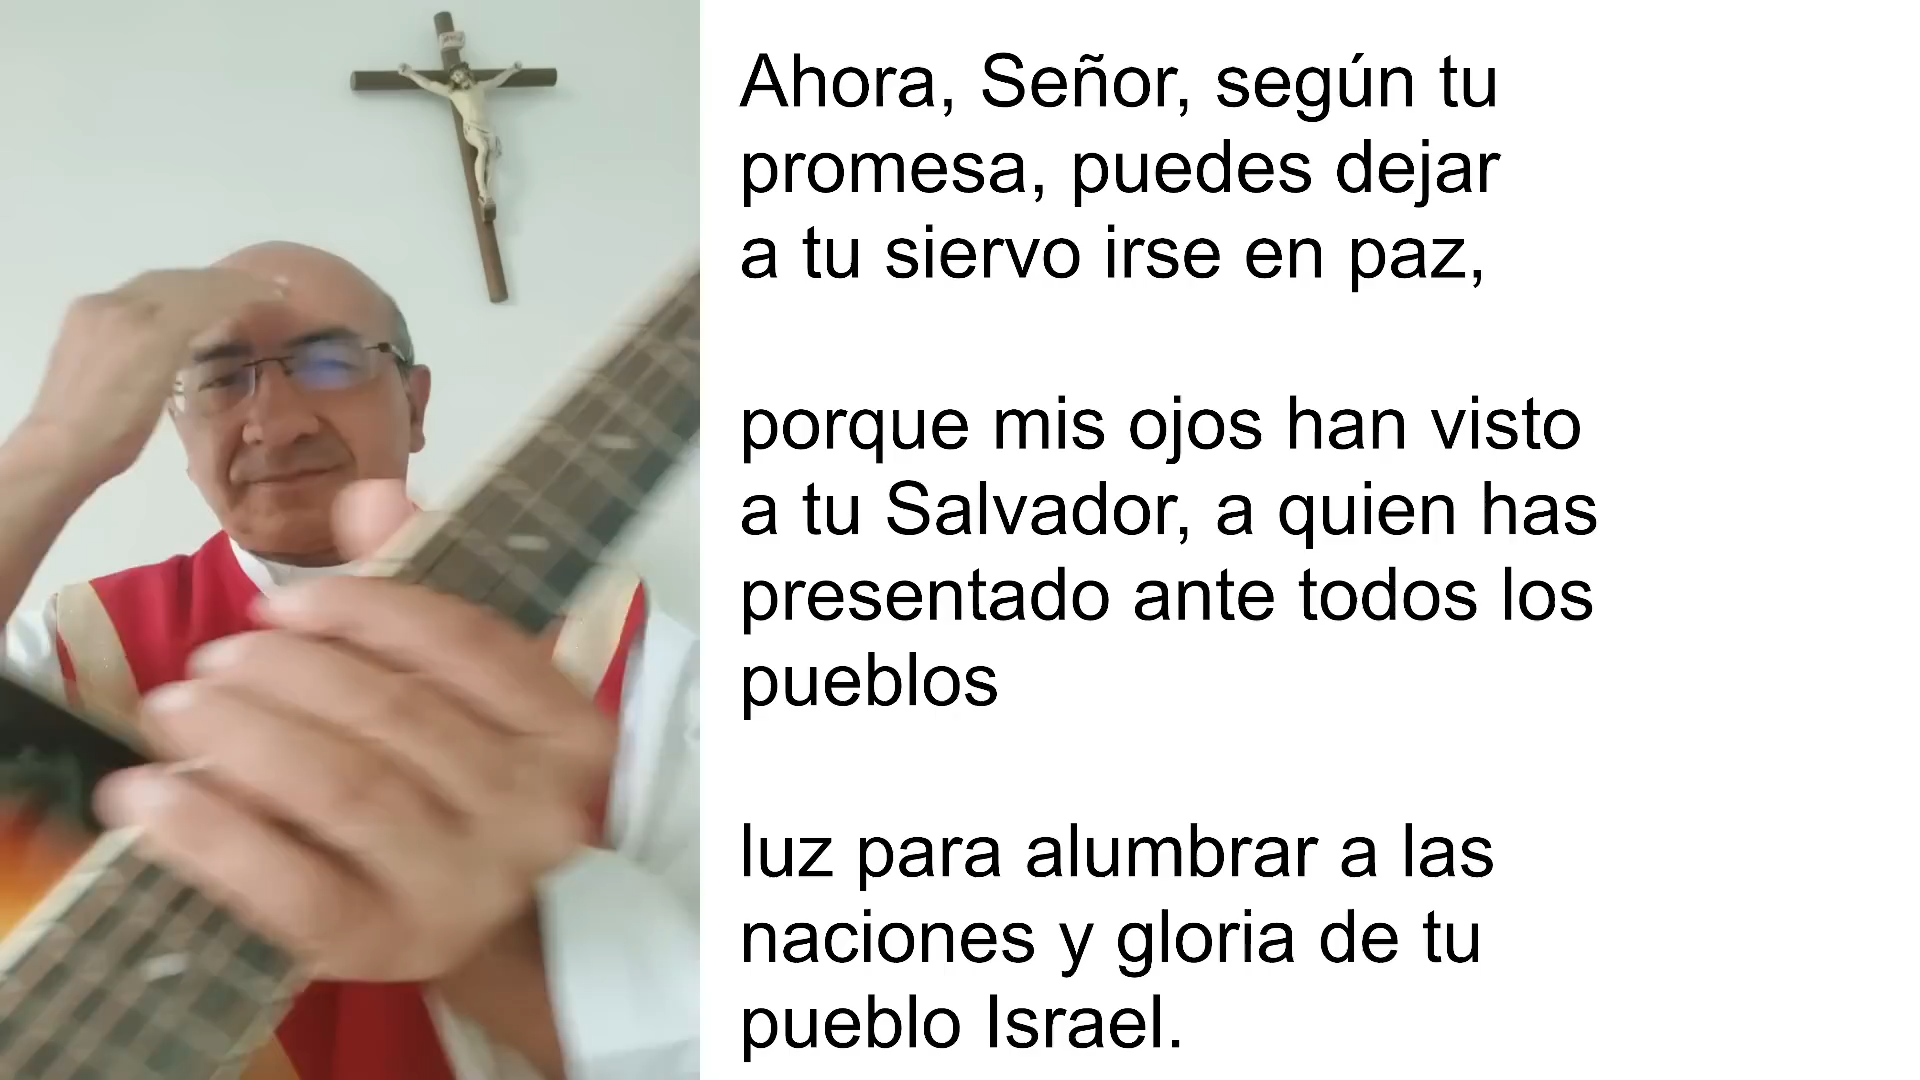 Ahora, Señor, según tu
promesa, puedes dejar
a tu siervo irse en paz,
porque mis ojos han visto
a tu Salvador, a quien has
presentado ante todos los
pueblos
luz para alumbrar a las
naciones y gloria de tu
pueblo Israel.